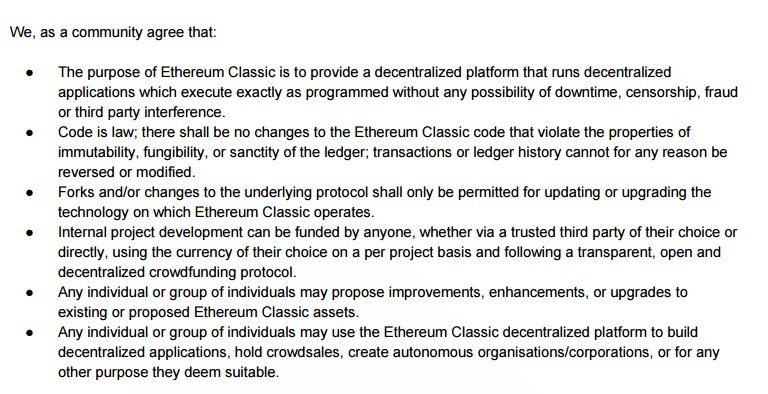 We, as a community agree that:
● The purpose of Ethereum Classic is to provide a decentralized platform that runs decentralized
applications which execute exactly as programmed without any possibility of downtime, censorship, fraud
or third party interference.
● Code is law; there shall be no changes to the Ethereum Classic code that violate the properties of
immutability, fungibility, or sanctity of the ledger; transactions or ledger history cannot for any reason be
reversed or modified.
● Forks and/or changes to the underlying protocol shall only be permitted for updating or upgrading the
technology on which Ethereum Classic operates.
● Internal project development can be funded by anyone, whether via a trusted third party of their choice or
directly, using the currency of their choice on a per project basis and following a transparent, open and
decentralized crowdfunding protocol.
● Any individual or group of individuals may propose improvements, enhancements, or upgrades to
existing or proposed Ethereum Classic assets.
● Any individual or group of individuals may use the Ethereum Classic decentralized platform to build
decentralized applications, hold crowdsales, create autonomous organisations/corporations, or for any
other purpose they deem suitable.